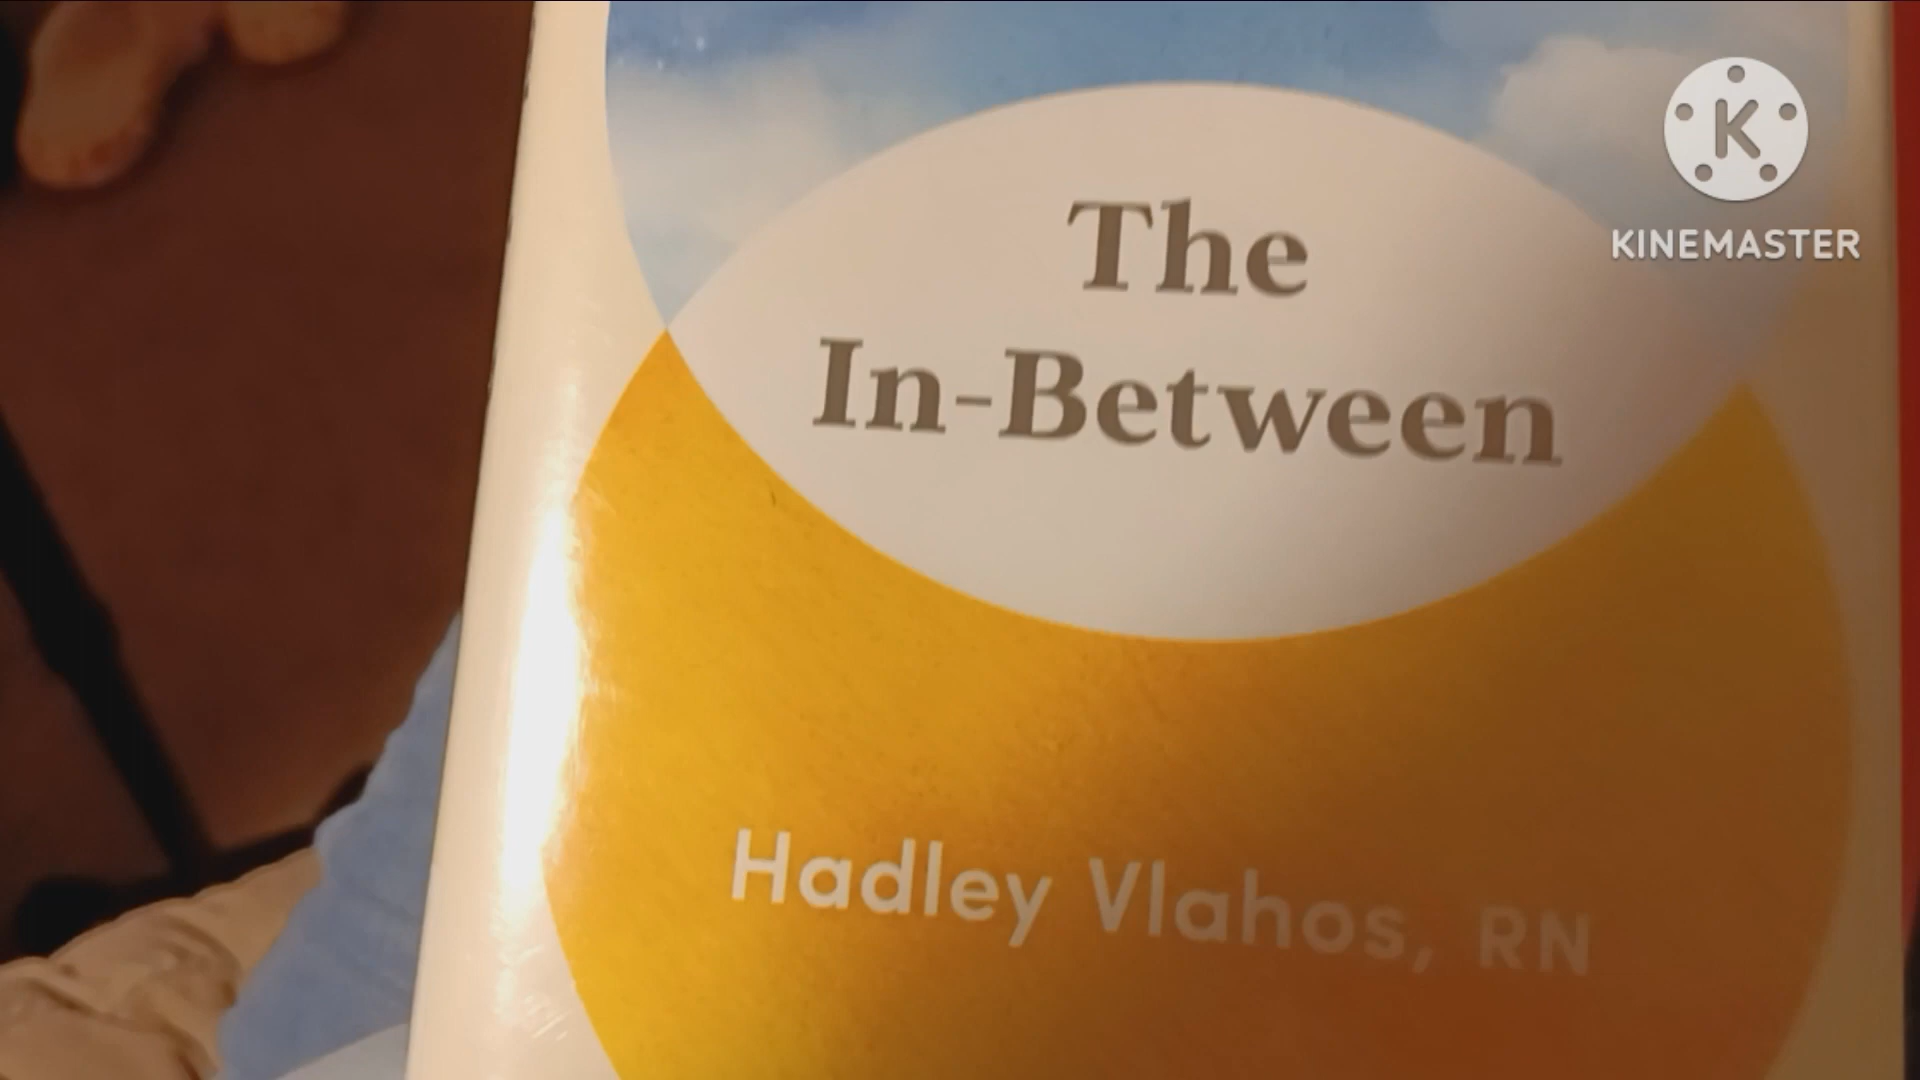 K
KINEMASTER
The
In-Between
Hadley Vlahos, RN